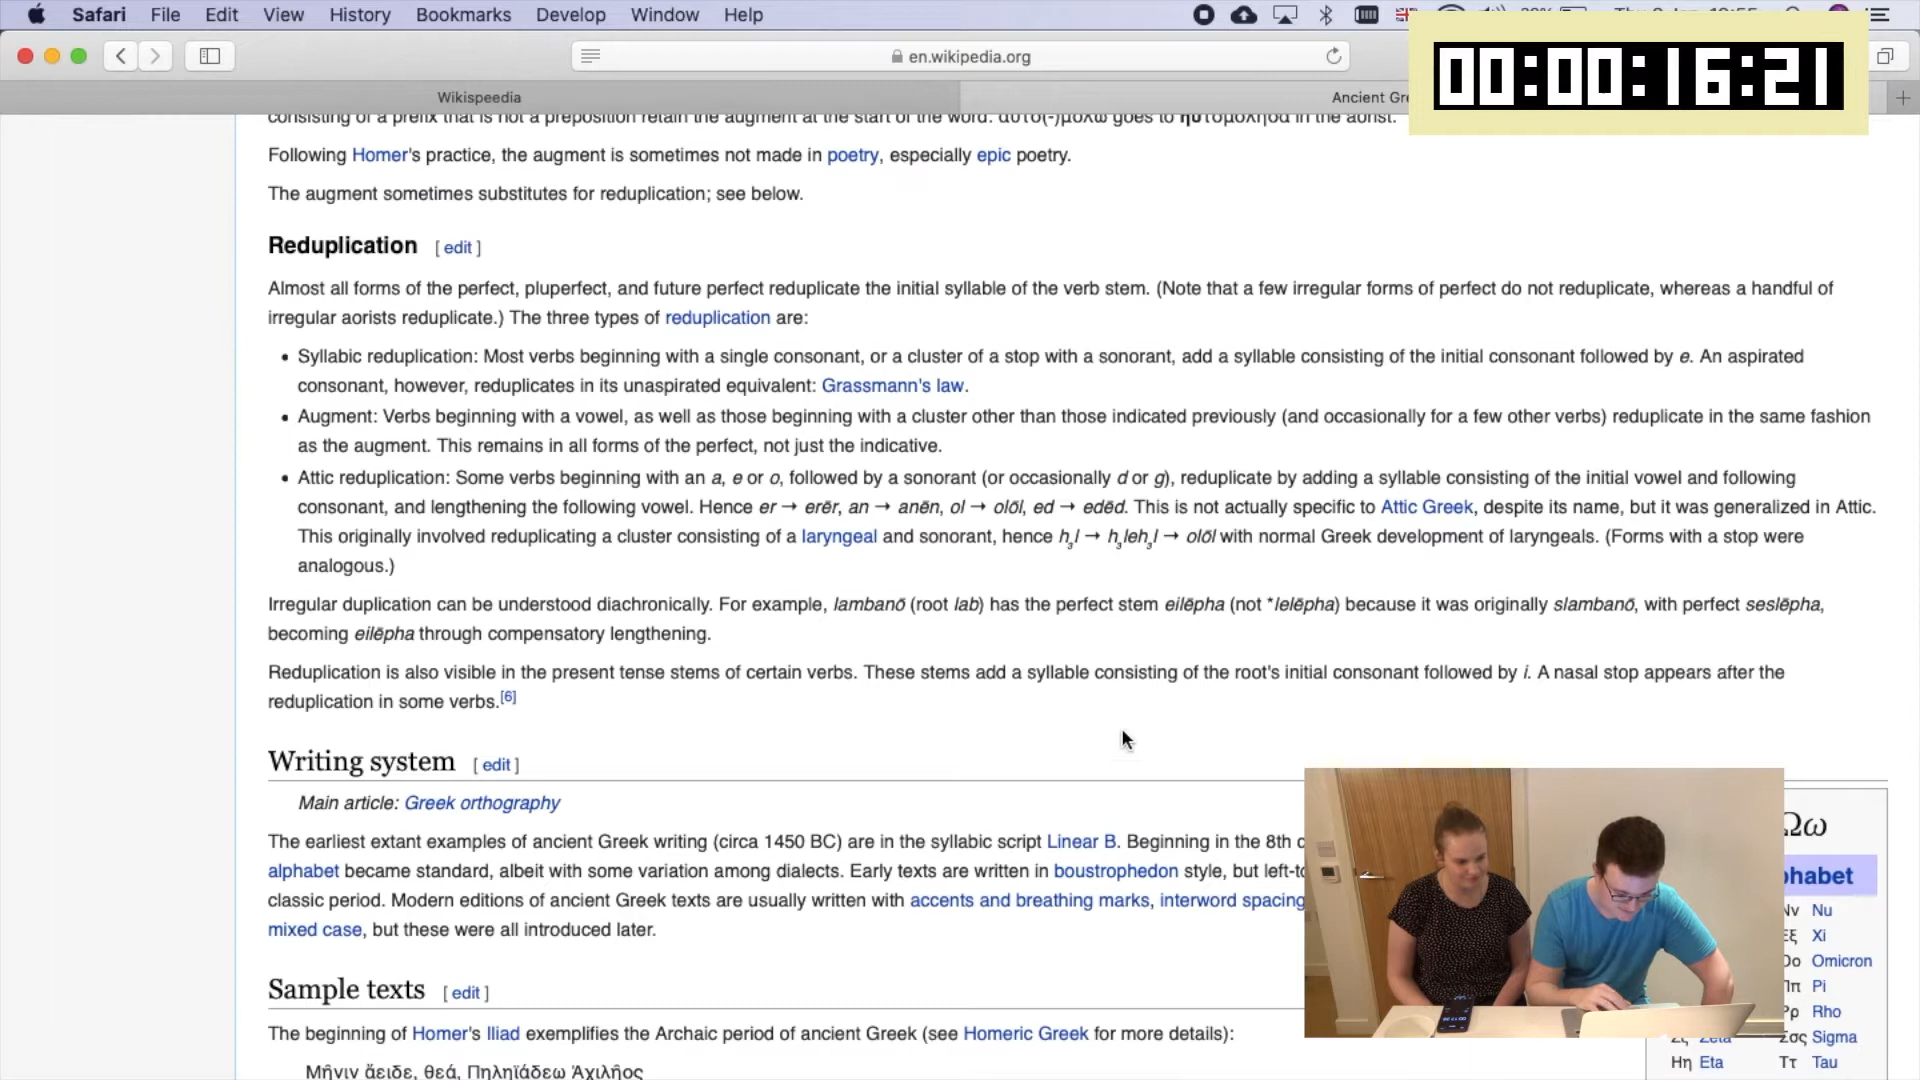 Safari File Edit View History Bookmarks Develop Window Help
en.wikipedia.org
00:00:16:21
Wikispeedia
Ancient Gre
consisting of a prefix that is not a preposition retain the augment at the start of the word: αὐτο(-)μολῶ goes to ηὐτομόλησα in the aorist.
Following Homer's practice, the augment is sometimes not made in poetry, especially epic poetry.
The augment sometimes substitutes for reduplication; see below.
Reduplication [ edit ]
Almost all forms of the perfect, pluperfect, and future perfect reduplicate the initial syllable of the verb stem. (Note that a few irregular forms of perfect do not reduplicate, whereas a handful of
irregular aorists reduplicate.) The three types of reduplication are:
• Syllabic reduplication: Most verbs beginning with a single consonant, or a cluster of a stop with a sonorant, add a syllable consisting of the initial consonant followed by e. An aspirated
consonant, however, reduplicates in its unaspirated equivalent: Grassmann's law.
• Augment: Verbs beginning with a vowel, as well as those beginning with a cluster other than those indicated previously (and occasionally for a few other verbs) reduplicate in the same fashion
as the augment. This remains in all forms of the perfect, not just the indicative.
• Attic reduplication: Some verbs beginning with an a, e or o, followed by a sonorant (or occasionally d or g), reduplicate by adding a syllable consisting of the initial vowel and following
consonant, and lengthening the following vowel. Hence er → erēr, an → anēn, ol → olōl, ed → edēd. This is not actually specific to Attic Greek, despite its name, but it was generalized in Attic.
This originally involved reduplicating a cluster consisting of a laryngeal and sonorant, hence h₃l → h₃leh₃l → olōl with normal Greek development of laryngeals. (Forms with a stop were
analogous.)
Irregular duplication can be understood diachronically. For example, lambanō (root lab) has the perfect stem eilēpha (not *lelēpha) because it was originally slambanō, with perfect seslēpha,
becoming eilēpha through compensatory lengthening.
Reduplication is also visible in the present tense stems of certain verbs. These stems add a syllable consisting of the root's initial consonant followed by i. A nasal stop appears after the
reduplication in some verbs.[6]
Writing system [ edit ]
Main article: Greek orthography
The earliest extant examples of ancient Greek writing (circa 1450 BC) are in the syllabic script Linear B. Beginning in the 8th
alphabet became standard, albeit with some variation among dialects. Early texts are written in boustrophedon style, but
classic period. Modern editions of ancient Greek texts are usually written with accents and breathing marks, interword spacing
mixed case, but these were all introduced later.
Sample texts [ edit ]
The beginning of Homer's Iliad exemplifies the Archaic period of ancient Greek (see Homeric Greek for more details):
Μῆνιν ἄειδε, θεά, Πηληϊάδεω Ἀχιλῆος
Ωω
phabet
Νν Nu
Ξξ Xi
Οο Omicron
Ππ Pi
Ρρ Rho
Ζζ Zeta Σσς Sigma
Ηη Eta Ττ Tau